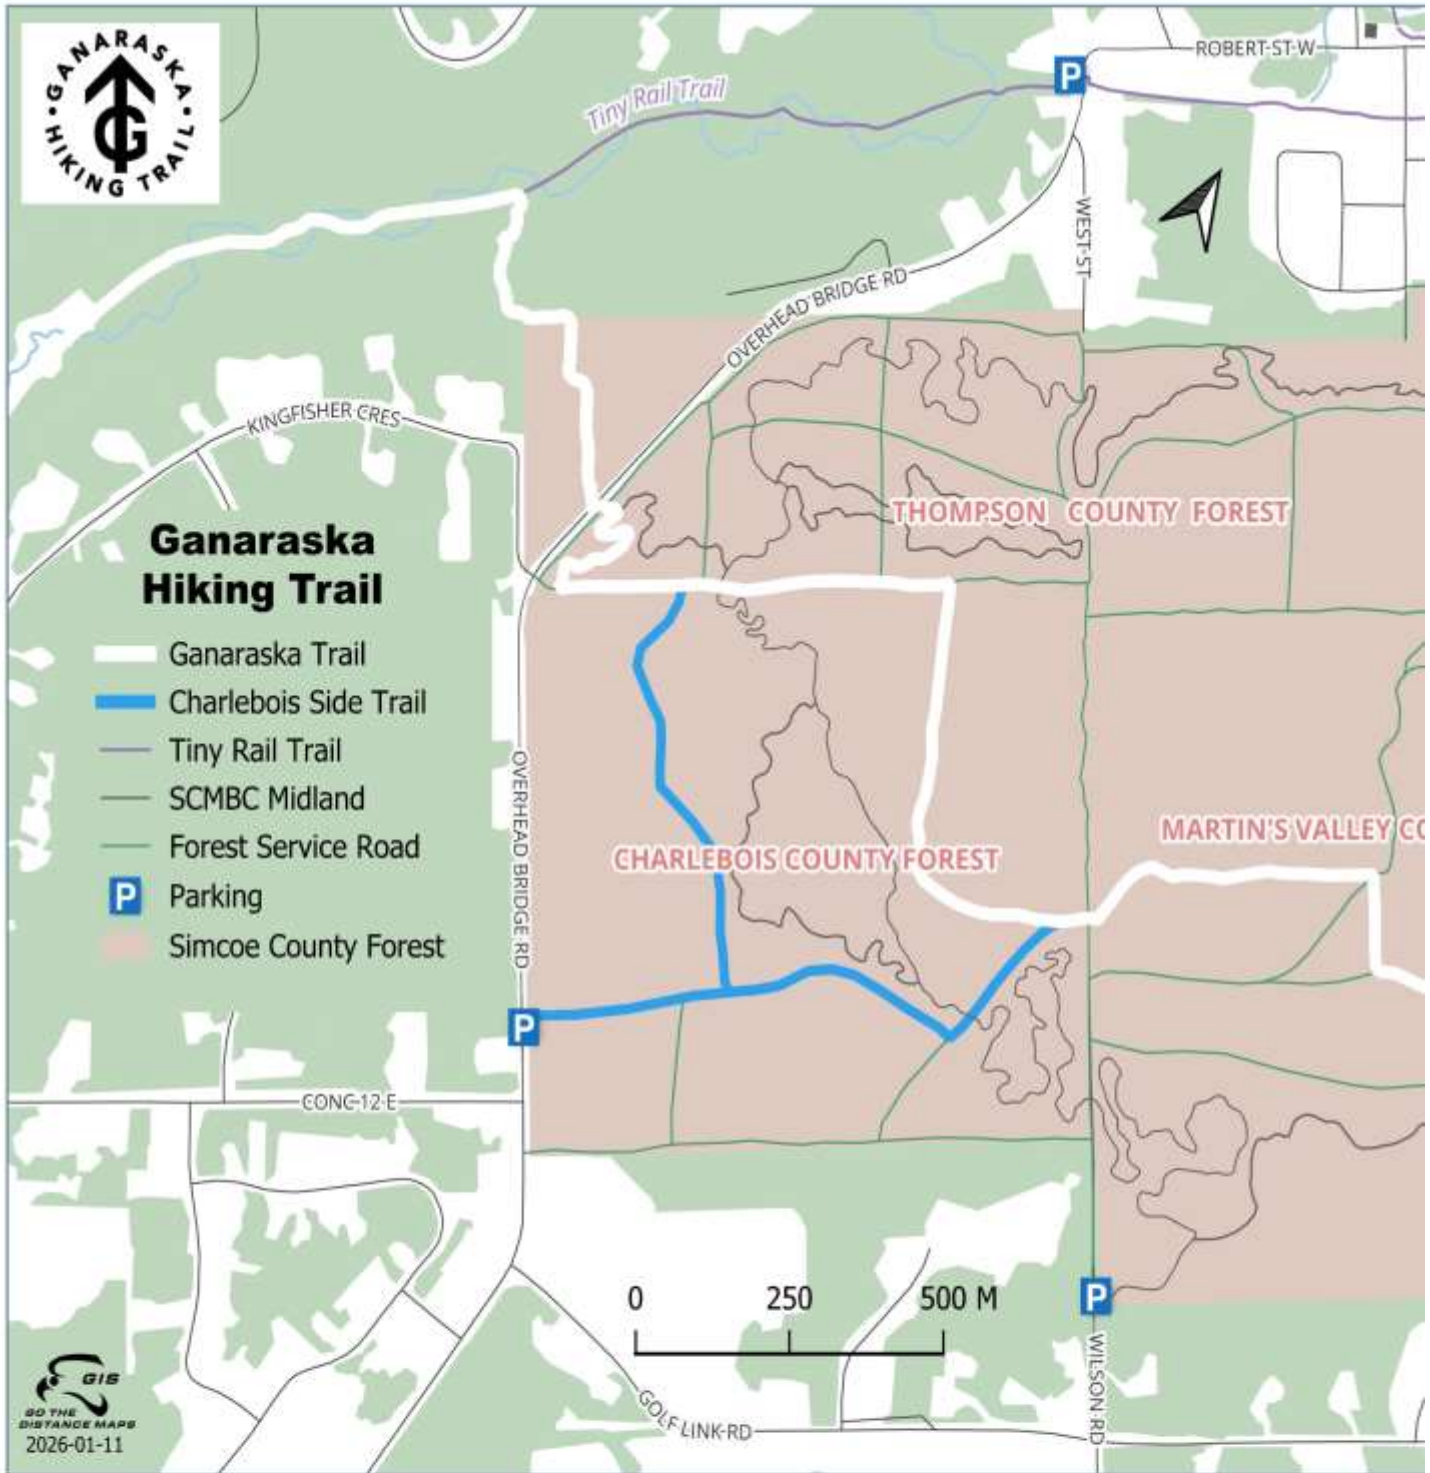 GANARASKA
HIKING TRAIL
G
P
ROBERT ST W
Tiny Rail Trail
WEST ST
OVERHEAD BRIDGE RD
KINGFISHER CRES
THOMPSON COUNTY FOREST
Ganaraska
Hiking Trail
Ganaraska Trail
Charlebois Side Trail
Tiny Rail Trail
SCMBC Midland
Forest Service Road
P Parking
Simcoe County Forest
OVERHEAD BRIDGE RD
MARTIN'S VALLEY CO
CHARLEBOIS COUNTY FOREST
P
CONC 12 E
0 250 500 M
P
WILSON RD
GOLF LINK RD
GIS
GO THE
DISTANCE MAPS
2026-01-11